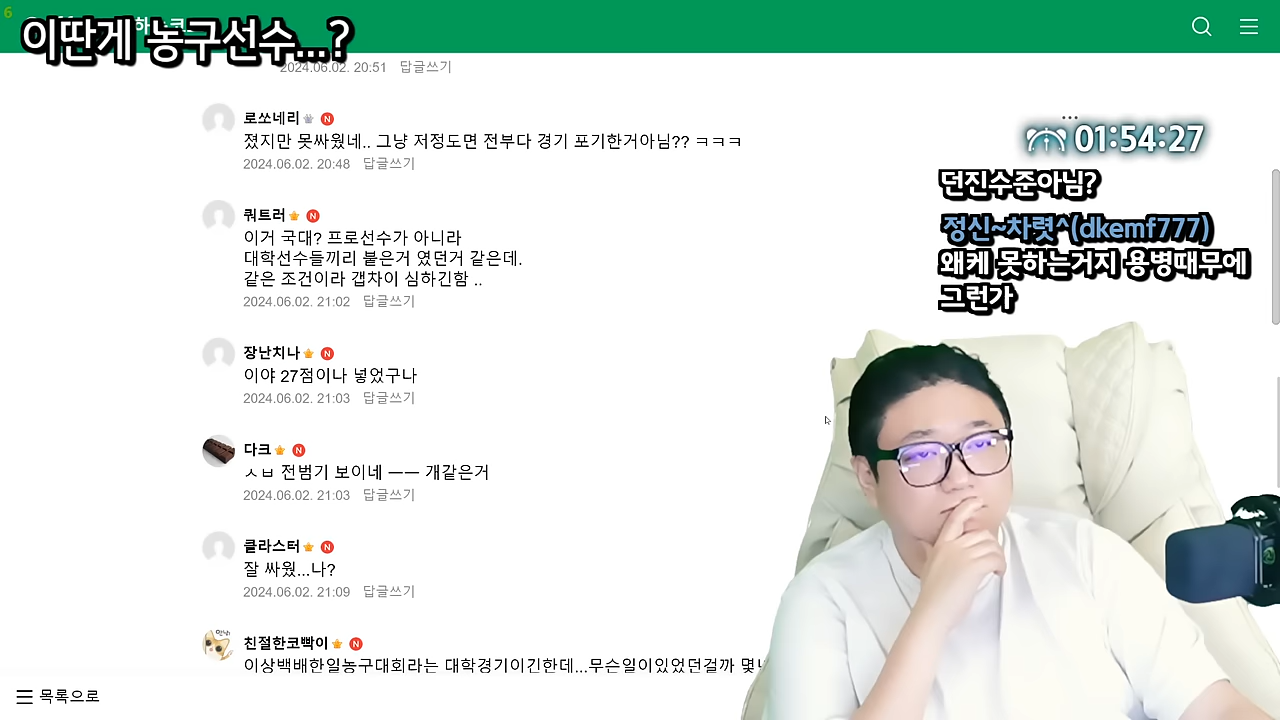 6
이딴게 농구선수...?
2024.06.02. 20:51 답글쓰기
로쏘네리 N
졌지만 못싸웠네.. 그냥 저정도면 전부다 경기 포기한거아님?? ㅋㅋㅋ
2024.06.02. 20:48 답글쓰기
쿼트러 N
이거 국대? 프로선수가 아니라
대학선수들끼리 붙은거 였던거 같은데.
같은 조건이라 갭차이 심하긴함 ..
2024.06.02. 21:02 답글쓰기
장난치나 N
이야 27점이나 넣었구나
2024.06.02. 21:03 답글쓰기
다크 N
ㅅㅂ 전범기 보이네 ㅡㅡ 개같은거
2024.06.02. 21:03 답글쓰기
클라스터 N
잘 싸웠...나?
2024.06.02. 21:09 답글쓰기
친절한코빡이 N
이상백배한일농구대회라는 대학경기이긴한데...무슨일이있었던걸까
목록으로
01:54:27
던진수준아님?
정신~차렷^(dkemf777)
왜케 못하는거지 용병때무에
그런가